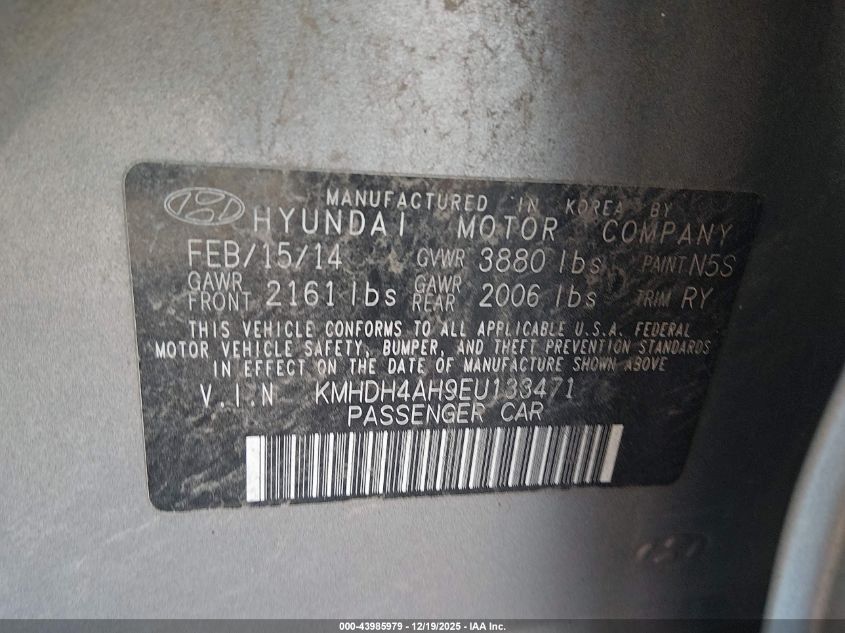 MANUFACTURED IN KOREA BY
HYUNDAI MOTOR COMPANY
FEB/15/14 GVWR 3880 lbs PAINT N5S
GAWR FRONT 2161 lbs GAWR REAR 2006 lbs TRIM RY
THIS VEHICLE CONFORMS TO ALL APPLICABLE U.S.A. FEDERAL
MOTOR VEHICLE SAFETY, BUMPER, AND THEFT PREVENTION STANDARDS
IN EFFECT ON THE DATE OF MANUFACTURE SHOWN ABOVE
V.I.N KMHDH4AH9EU133471
PASSENGER CAR
000-43985979 - 12/19/2025 - IAA Inc.